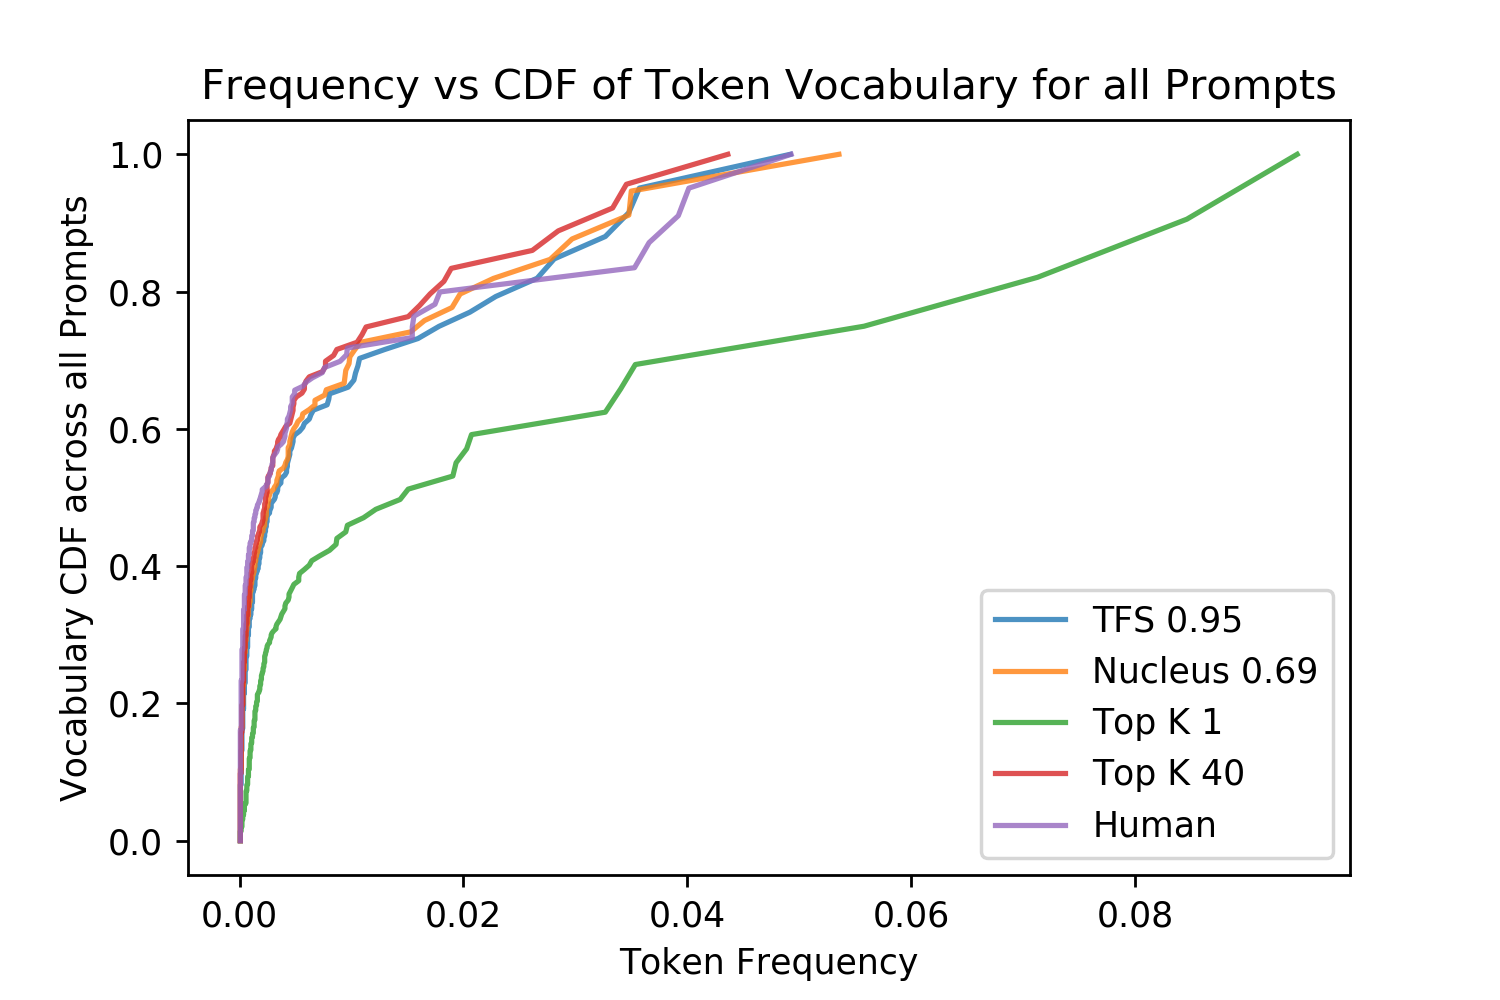 Frequency vs CDF of Token Vocabulary for all Prompts
Vocabulary CDF across all Prompts
1.0
0.8
0.6
0.4
0.2
0.0
TFS 0.95
Nucleus 0.69
Top K 1
Top K 40
Human
0.00 0.02 0.04 0.06 0.08
Token Frequency